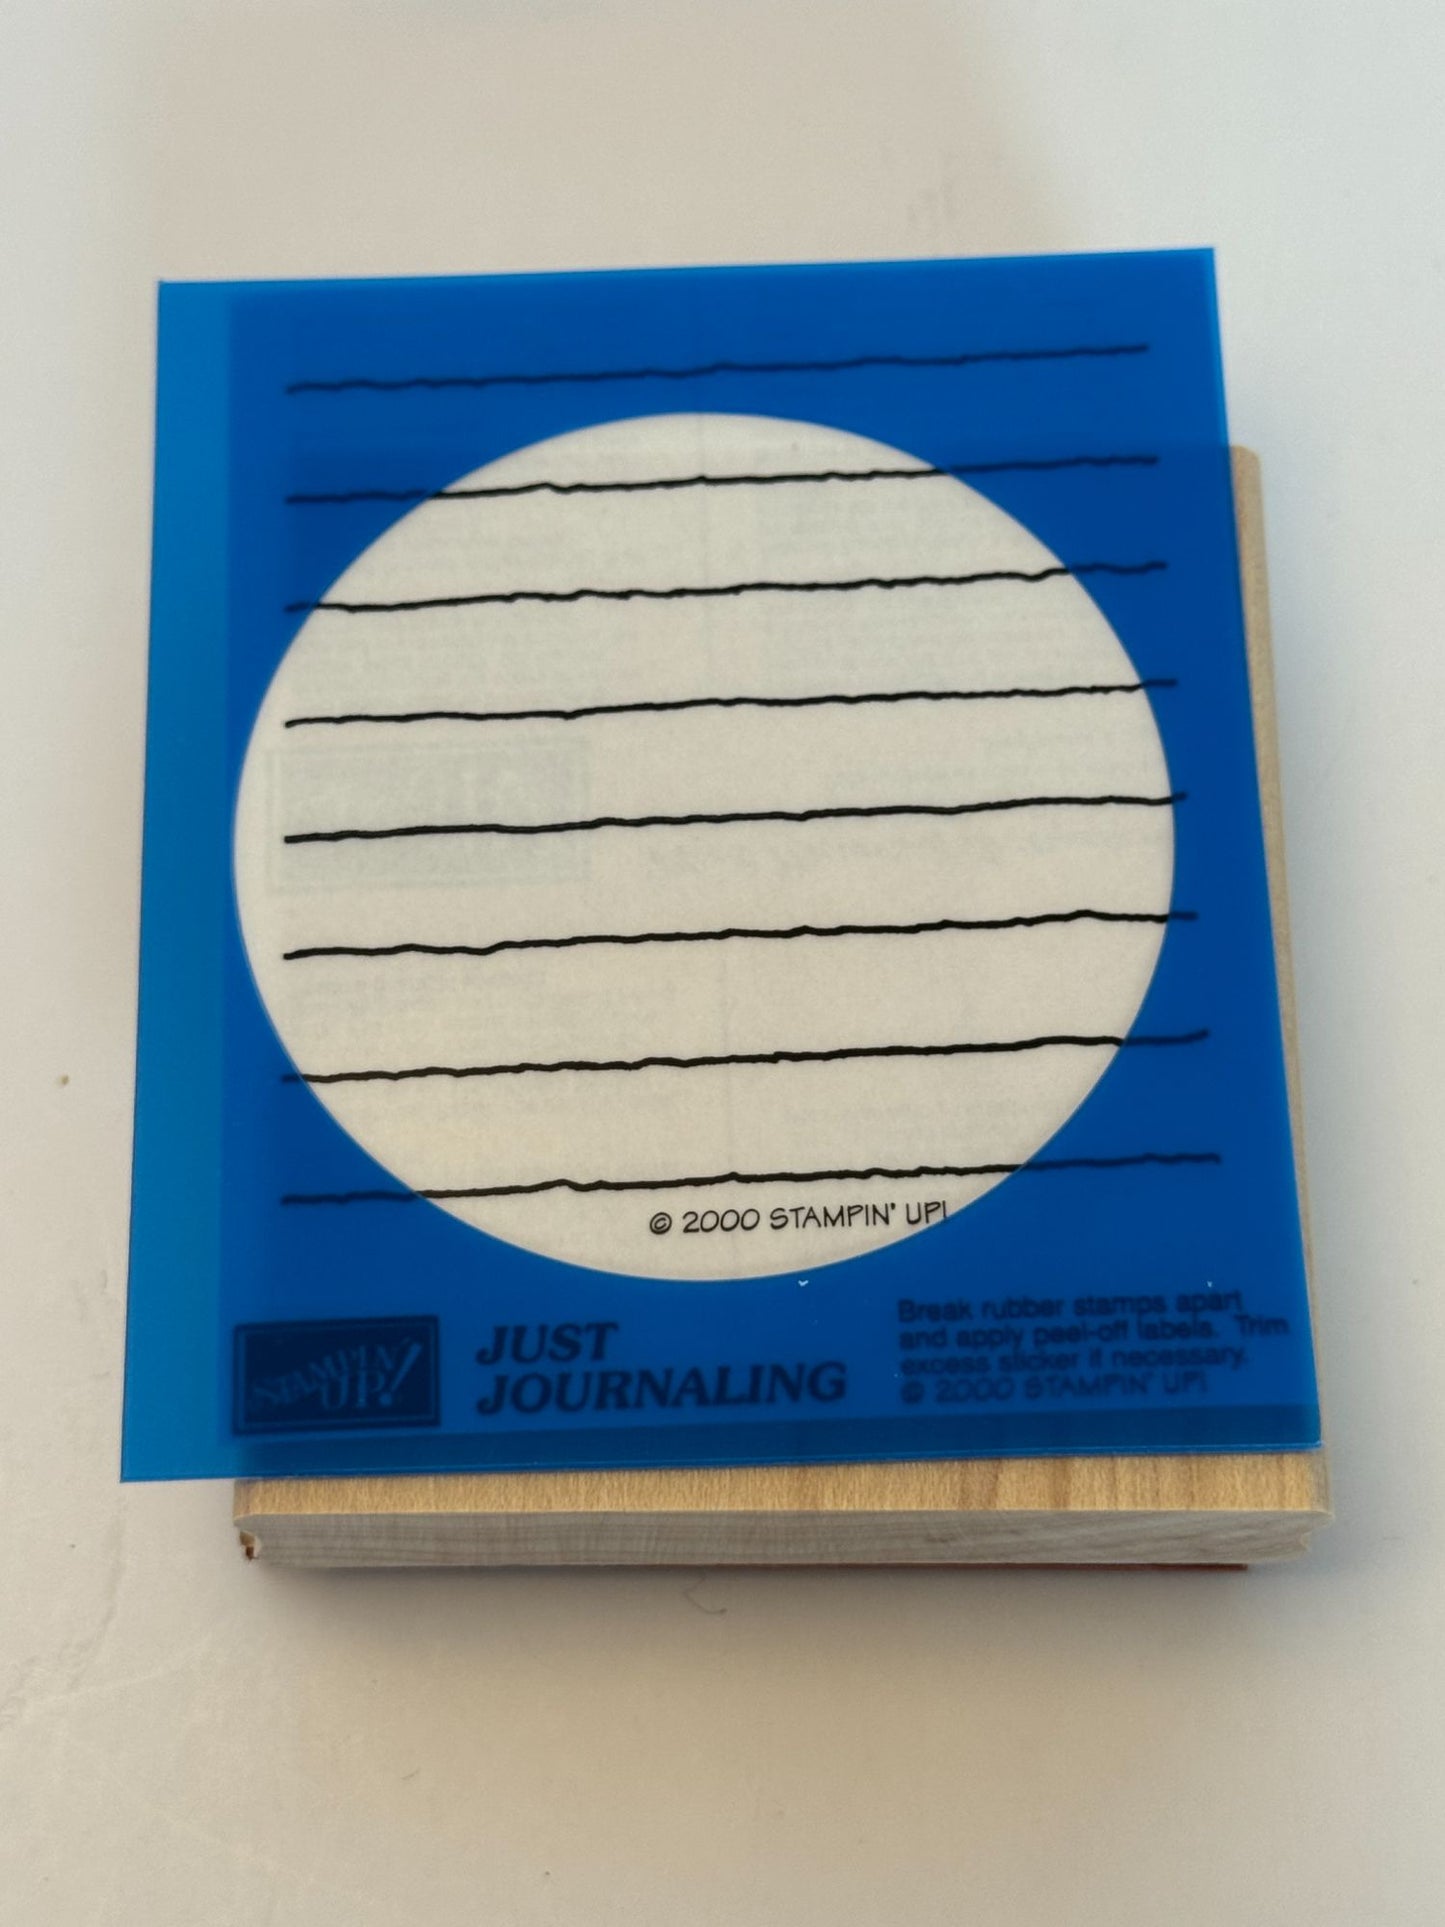 © 2000 STAMPIN' UP!
STAMPIN'
UP!
JUST
JOURNALING
Break rubber stamps apart
and apply peel-off labels. Trim
excess sticker if necessary.
© 2000 STAMPIN' UP!